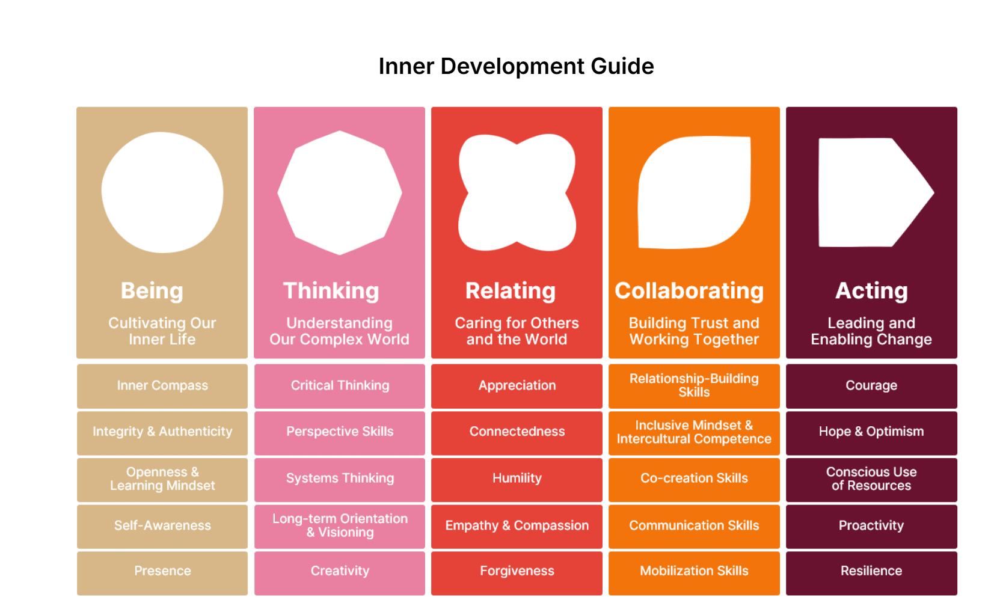 Inner Development Guide
Being
Cultivating Our
Inner Life
Inner Compass
Integrity & Authenticity
Openness &
Learning Mindset
Self-Awareness
Presence
Thinking
Understanding
Our Complex World
Critical Thinking
Perspective Skills
Systems Thinking
Long-term Orientation
& Visioning
Creativity
Relating
Caring for Others
and the World
Appreciation
Connectedness
Humility
Empathy & Compassion
Forgiveness
Collaborating
Building Trust and
Working Together
Relationship-Building
Skills
Inclusive Mindset &
Intercultural Competence
Co-creation Skills
Communication Skills
Mobilization Skills
Acting
Leading and
Enabling Change
Courage
Hope & Optimism
Conscious Use
of Resources
Proactivity
Resilience